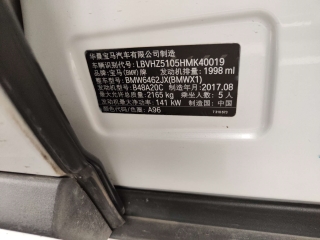 华晨宝马汽车有限公司制造
车辆识别代号: LBVHZ5105HMK40019
品牌: 宝马(BMW)牌 发动机排量: 1998 ml
整车型号: BMW6462JX(BMWX1)
发动机型号: B48A20C 制造年月: 2017.08
最大允许总质量: 2165 kg 乘坐人数: 5 人
发动机最大净功率: 141 kW 制造国: 中国
颜色代码: A96